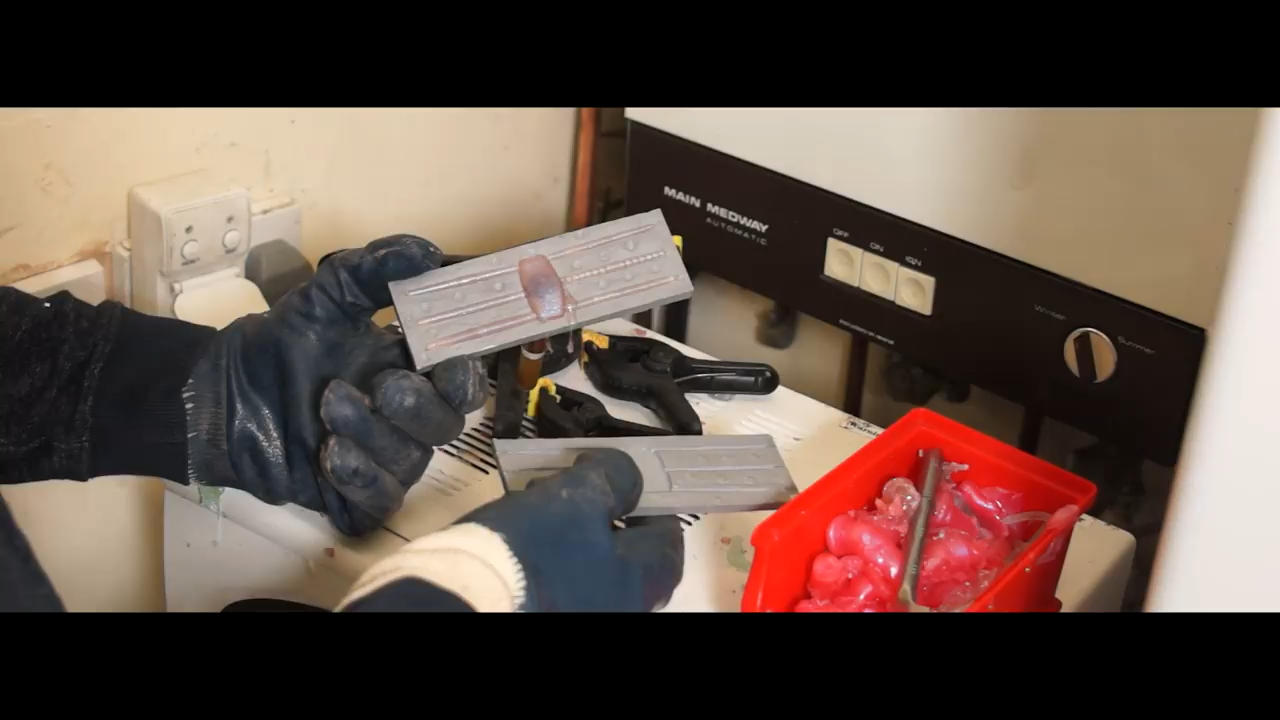 MAIN MEDWAY
AUTOMATIC
OFF
ON
IGN
Winter
Summer